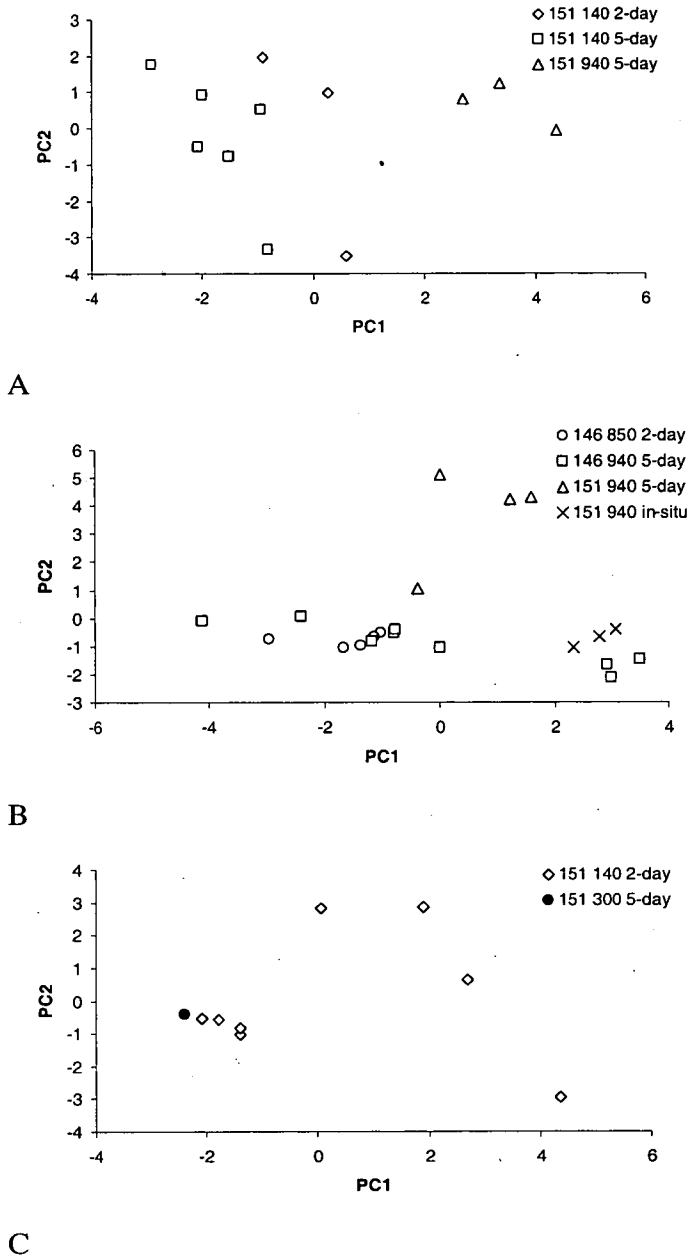 3
2
1
0
-1
-2
-3
-4
PC2
-4
-2
0
2
4
6
PC1
151 140 2-day
151 140 5-day
151 940 5-day
A
6
5
4
3
2
1
0
-1
-2
-3
PC2
-6
-4
-2
0
2
4
PC1
146 850 2-day
146 940 5-day
151 940 5-day
151 940 in-situ
B
4
3
2
1
0
-1
-2
-3
-4
PC2
-4
-2
0
2
4
6
PC1
151 140 2-day
151 300 5-day
C